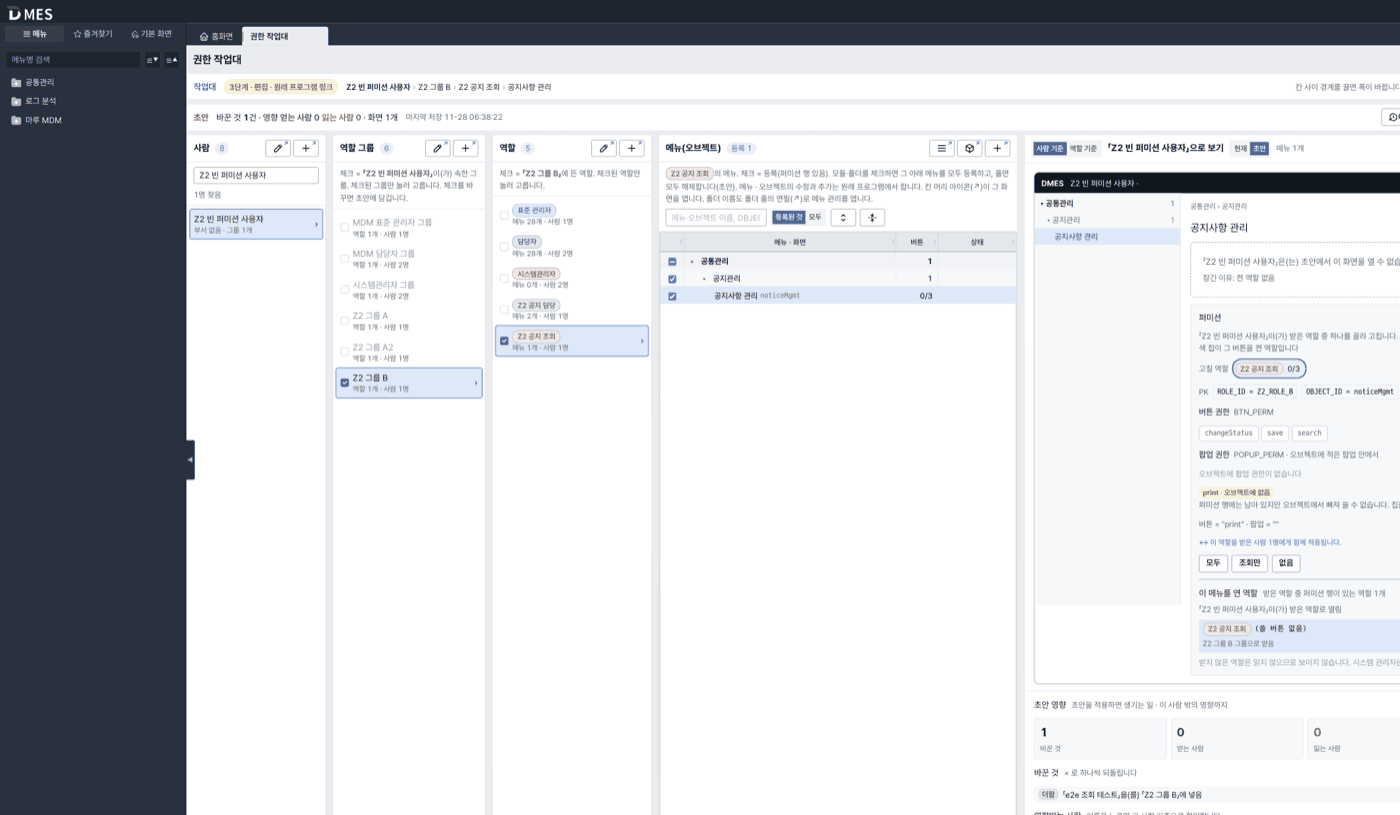 DMES
메뉴
즐겨찾기
기본 화면
홈화면
권한 작업대
메뉴명 검색
공통관리
로그 분석
마루 MDM
권한 작업대
작업대 3단계 · 편집 · 원래 프로그램 링크 Z2 빈 퍼미션 사용자 › Z2 그룹 B › Z2 공지 조회 › 공지사항 관리
칸 사이 경계를 끌면 폭이 바뀝니다
초안 바꾼 것 1건 · 영향 얻는 사람 0 잃는 사람 0 · 화면 1개 마지막 저장 11-28 06:38:22
사람 8
Z2 빈 퍼미션 사용자
1명 찾음
Z2 빈 퍼미션 사용자
부서 없음 · 그룹 1개
역할 그룹 6
체크 = 「Z2 빈 퍼미션 사용자」이(가) 속한 그
룹. 체크된 그룹만 눌러 고릅니다. 체크를 바
꾸면 초안에 담깁니다.
MDM 표준 관리자 그룹
역할 1개 · 사람 1명
MDM 담당자 그룹
역할 1개 · 사람 2명
시스템관리자 그룹
역할 1개 · 사람 2명
Z2 그룹 A
역할 1개 · 사람 1명
Z2 그룹 A2
역할 1개 · 사람 1명
Z2 그룹 B
역할 1개 · 사람 1명
역할 5
체크 = 「Z2 그룹 B」에 든 역할. 체크된 역할만
눌러 고릅니다.
표준 관리자
메뉴 28개 · 사람 1명
담당자
메뉴 28개 · 사람 2명
시스템관리자
메뉴 0개 · 사람 2명
Z2 공지 담당
메뉴 2개 · 사람 1명
Z2 공지 조회
메뉴 1개 · 사람 1명
메뉴(오브젝트) 등록 1
Z2 공지 조회 의 메뉴. 체크 = 등록(퍼미션 행 있음). 모듈·폴더를 체크하면 그 아래 메뉴를 모두 등록하고, 풀면
모두 해제합니다(초안). 메뉴 · 오브젝트의 수정과 추가는 원래 프로그램에서 합니다. 칸 머리 아이콘(↗)이 그 화
면을 엽니다. 폴더 이름도 폴더 줄의 연필(↗)로 메뉴 관리를 엽니다.
메뉴·오브젝트 이름, OBJEC
등록된 것 모두
메뉴 · 화면 버튼 상태
공통관리 1
공지관리 1
공지사항 관리 noticeMgmt 0/3
사람 기준 역할 기준 「Z2 빈 퍼미션 사용자」으로 보기 현재 초안 메뉴 1개
DMES Z2 빈 퍼미션 사용자 ·
공통관리 1
공지관리 1
공지사항 관리
공통관리 › 공지관리
공지사항 관리
「Z2 빈 퍼미션 사용자」은(는) 초안에서 이 화면을 열 수 없습
잠긴 이유: 켠 역할 없음
퍼미션
「Z2 빈 퍼미션 사용자」이(가) 받은 역할 중 하나를 골라 고칩니다.
색 칩이 그 버튼을 켠 역할입니다
고칠 역할 Z2 공지 조회 0/3
PK ROLE_ID = Z2_ROLE_B OBJECT_ID = noticeMgmt
버튼 권한 BTN_PERM
changeStatus save search
팝업 권한 POPUP_PERM · 오브젝트에 적은 팝업 안에서
오브젝트에 팝업 권한이 없습니다
print · 오브젝트에 없음
퍼미션 행에는 남아 있지만 오브젝트에서 빠져 쓸 수 없습니다. 칩을
버튼 = "print" · 팝업 = ""
↔ 이 역할을 받은 사람 1명에게 함께 적용됩니다.
모두 조회만 없음
이 메뉴를 연 역할 받은 역할 중 퍼미션 행이 있는 역할 1개
「Z2 빈 퍼미션 사용자」이(가) 받은 역할로 열림
Z2 공지 조회 (쓸 버튼 없음)
Z2 그룹 B 그룹으로 받음
받지 않은 역할은 읽지 않으므로 보이지 않습니다. 시스템 관리자는
초안 영향 초안을 적용하면 생기는 일 · 이 사람 밖의 영향까지
1
바꾼 것
0
얻는 사람
0
잃는 사람
바꾼 것 × 로 하나씩 되돌립니다
더함 「e2e 조회 테스트」을(를) 「Z2 그룹 B」에 넣음